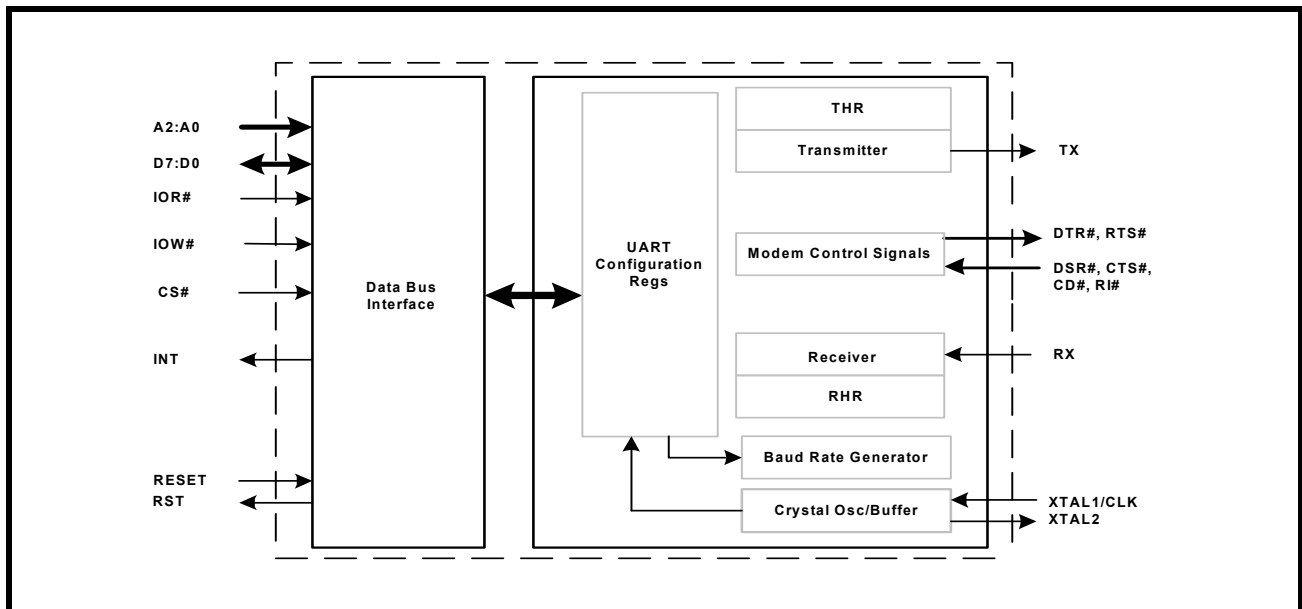 A2:A0
D7:D0
IOR#
IOW#
CS#
INT
RESET
RST
Data Bus
Interface
UART
Configuration
Regs
THR
Transmitter
Modem Control Signals
Receiver
RHR
Baud Rate Generator
Crystal Osc/Buffer
TX
DTR#, RTS#
DSR#, CTS#,
CD#, RI#
RX
XTAL1/CLK
XTAL2